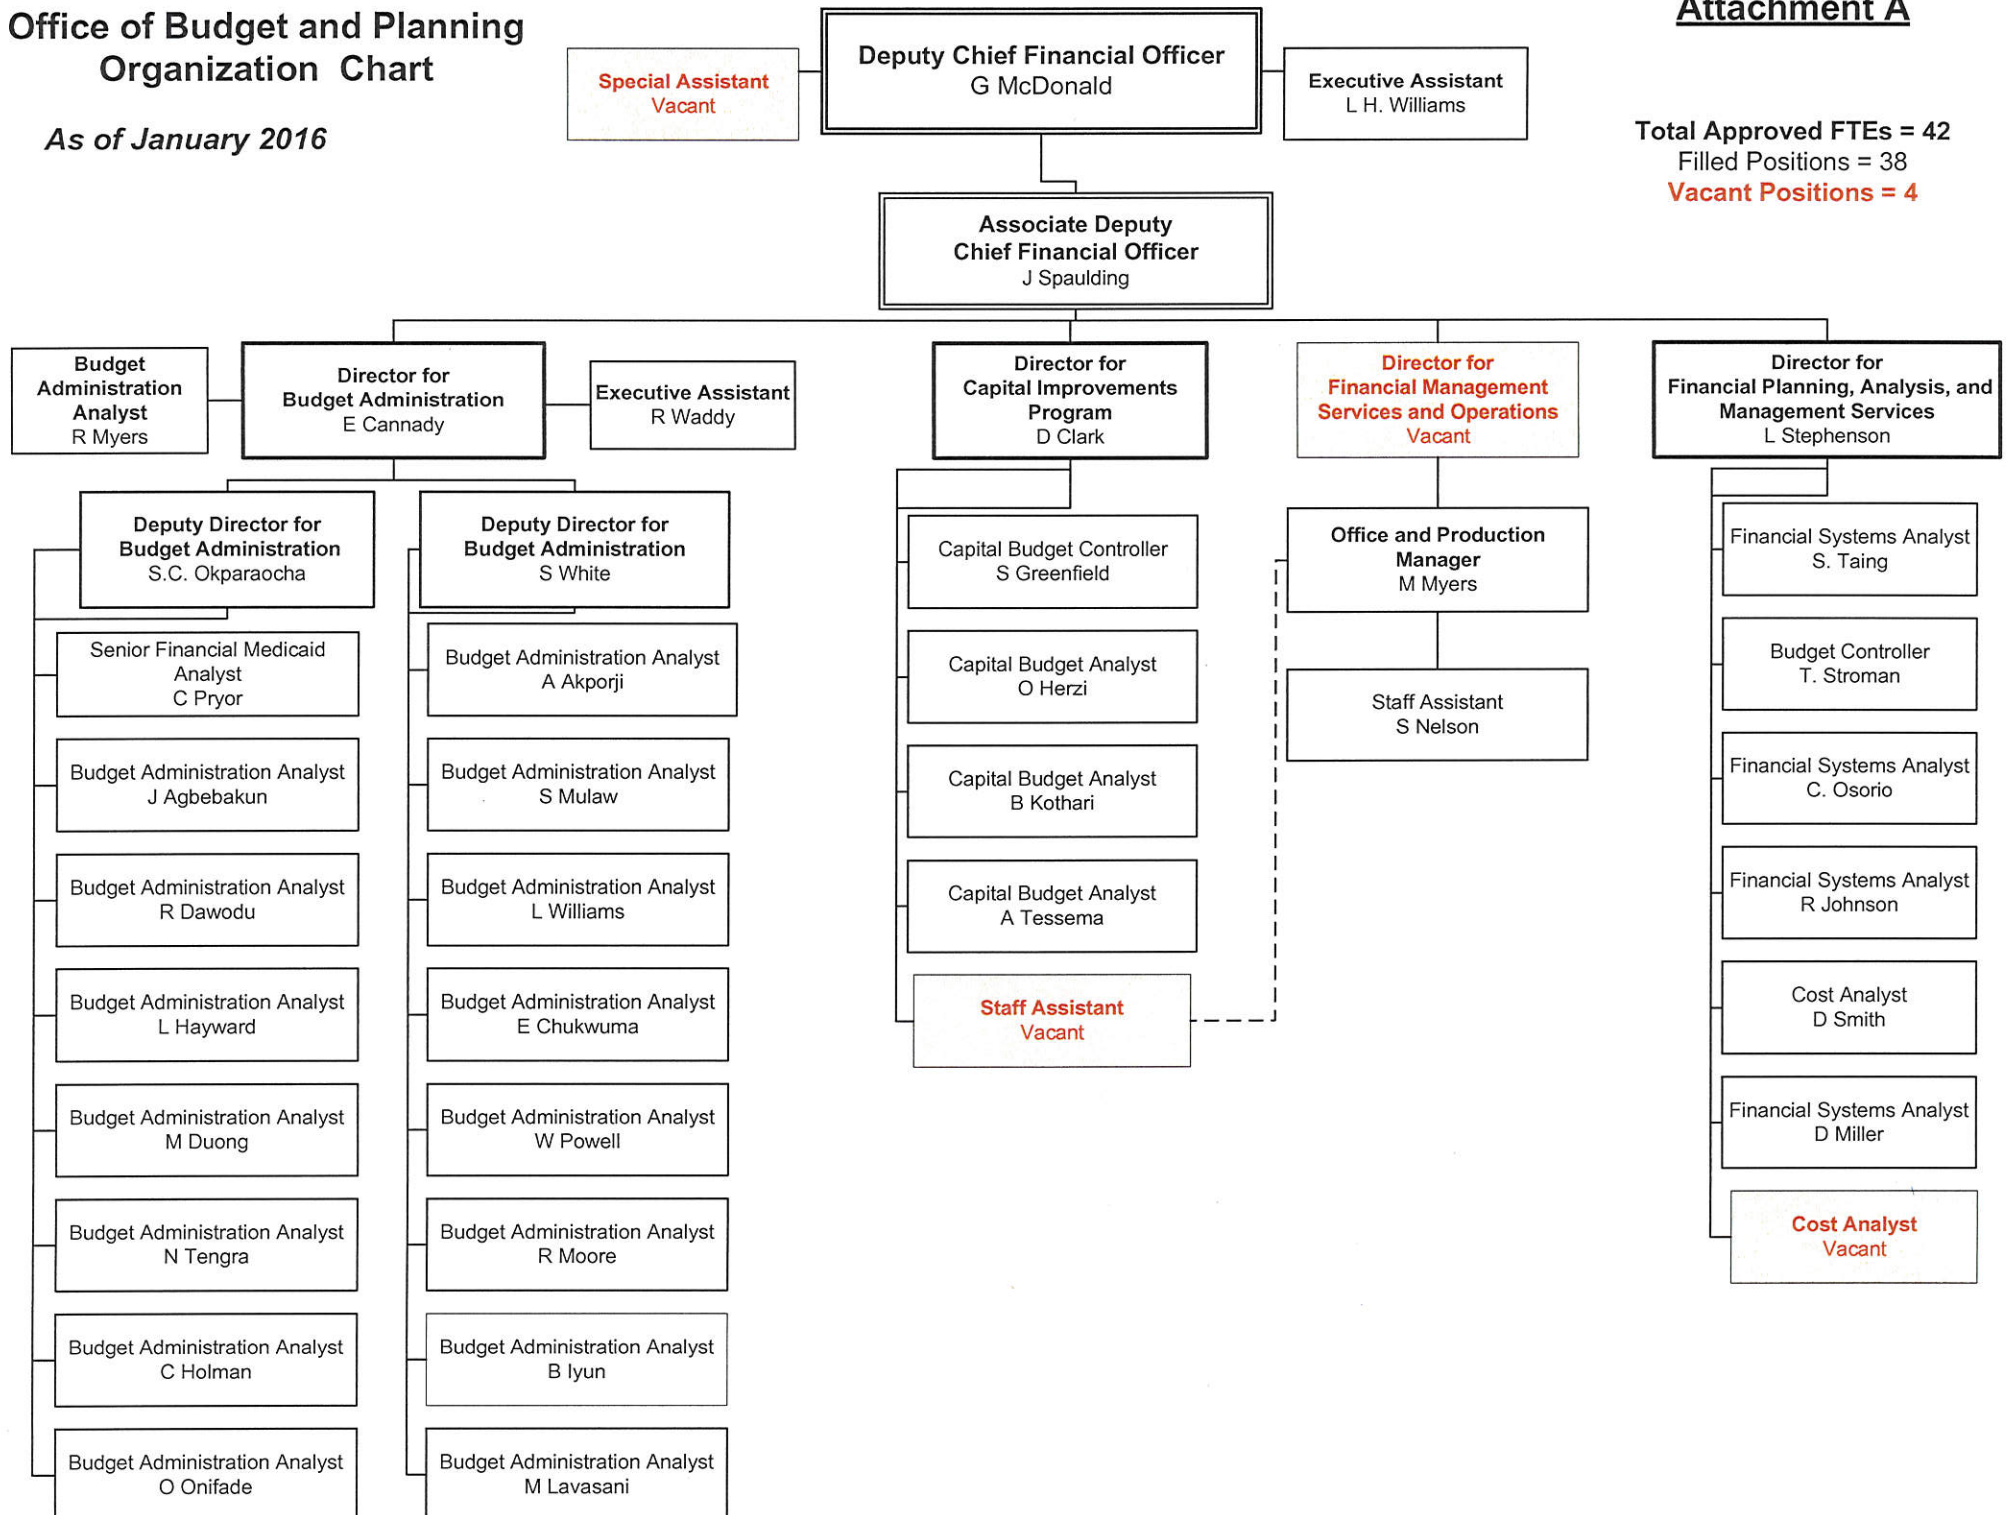 Office of Budget and Planning
Organization Chart
As of January 2016
Attachment A
Total Approved FTEs = 42
Filled Positions = 38
Vacant Positions = 4
Special Assistant
Vacant
Deputy Chief Financial Officer
G McDonald
Executive Assistant
L H. Williams
Associate Deputy
Chief Financial Officer
J Spaulding
Budget
Administration
Analyst
R Myers
Director for
Budget Administration
E Cannady
Executive Assistant
R Waddy
Director for
Capital Improvements
Program
D Clark
Director for
Financial Management
Services and Operations
Vacant
Director for
Financial Planning, Analysis, and
Management Services
L Stephenson
Deputy Director for
Budget Administration
S.C. Okparaocha
Senior Financial Medicaid
Analyst
C Pryor
Budget Administration Analyst
J Agbebakun
Budget Administration Analyst
R Dawodu
Budget Administration Analyst
L Hayward
Budget Administration Analyst
M Duong
Budget Administration Analyst
N Tengra
Budget Administration Analyst
C Holman
Budget Administration Analyst
O Onifade
Deputy Director for
Budget Administration
S White
Budget Administration Analyst
A Akporji
Budget Administration Analyst
S Mulaw
Budget Administration Analyst
L Williams
Budget Administration Analyst
E Chukwuma
Budget Administration Analyst
W Powell
Budget Administration Analyst
R Moore
Budget Administration Analyst
B Iyun
Budget Administration Analyst
M Lavasani
Capital Budget Controller
S Greenfield
Capital Budget Analyst
O Herzi
Capital Budget Analyst
B Kothari
Capital Budget Analyst
A Tessema
Staff Assistant
Vacant
Office and Production
Manager
M Myers
Staff Assistant
S Nelson
Financial Systems Analyst
S. Taing
Budget Controller
T. Stroman
Financial Systems Analyst
C. Osorio
Financial Systems Analyst
R Johnson
Cost Analyst
D Smith
Financial Systems Analyst
D Miller
Cost Analyst
Vacant